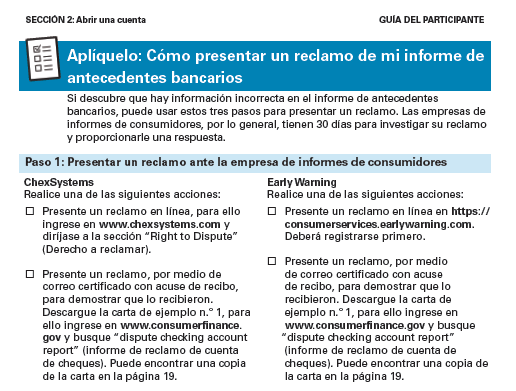 SECCIÓN 2: Abrir una cuenta
GUÍA DEL PARTICIPANTE
Aplíquelo: Cómo presentar un reclamo de mi informe de
antecedentes bancarios
Si descubre que hay información incorrecta en el informe de antecedentes
bancarios, puede usar estos tres pasos para presentar un reclamo. Las empresas de
informes de consumidores, por lo general, tienen 30 días para investigar su reclamo
y proporcionarle una respuesta.
Paso 1: Presentar un reclamo ante la empresa de informes de consumidores
ChexSystems
Realice una de las siguientes acciones:
Presente un reclamo en línea, para ello
ingrese en www.chexsystems.com y
diríjase a la sección “Right to Dispute”
(Derecho a reclamar).
Presente un reclamo, por medio de
correo certificado con acuse de recibo,
para demostrar que lo recibieron.
Descargue la carta de ejemplo n.º 1, para
ello ingrese en www.consumerfinance.
gov y busque “dispute checking account
report” (informe de reclamo de cuenta
de cheques). Puede encontrar una copia
de la carta en la página 19.
Early Warning
Realice una de las siguientes acciones:
Presente un reclamo en línea en https://
consumerservices.earlywarning.com.
Deberá registrarse primero.
Presente un reclamo, por medio
de correo certificado con acuse
de recibo, para demostrar que lo
recibieron. Descargue la carta de
ejemplo n.º 1, para ello ingrese en
www.consumerfinance.gov y busque
“dispute checking account report”
(informe de reclamo de cuenta de
cheques). Puede encontrar una copia de
la carta en la página 19.